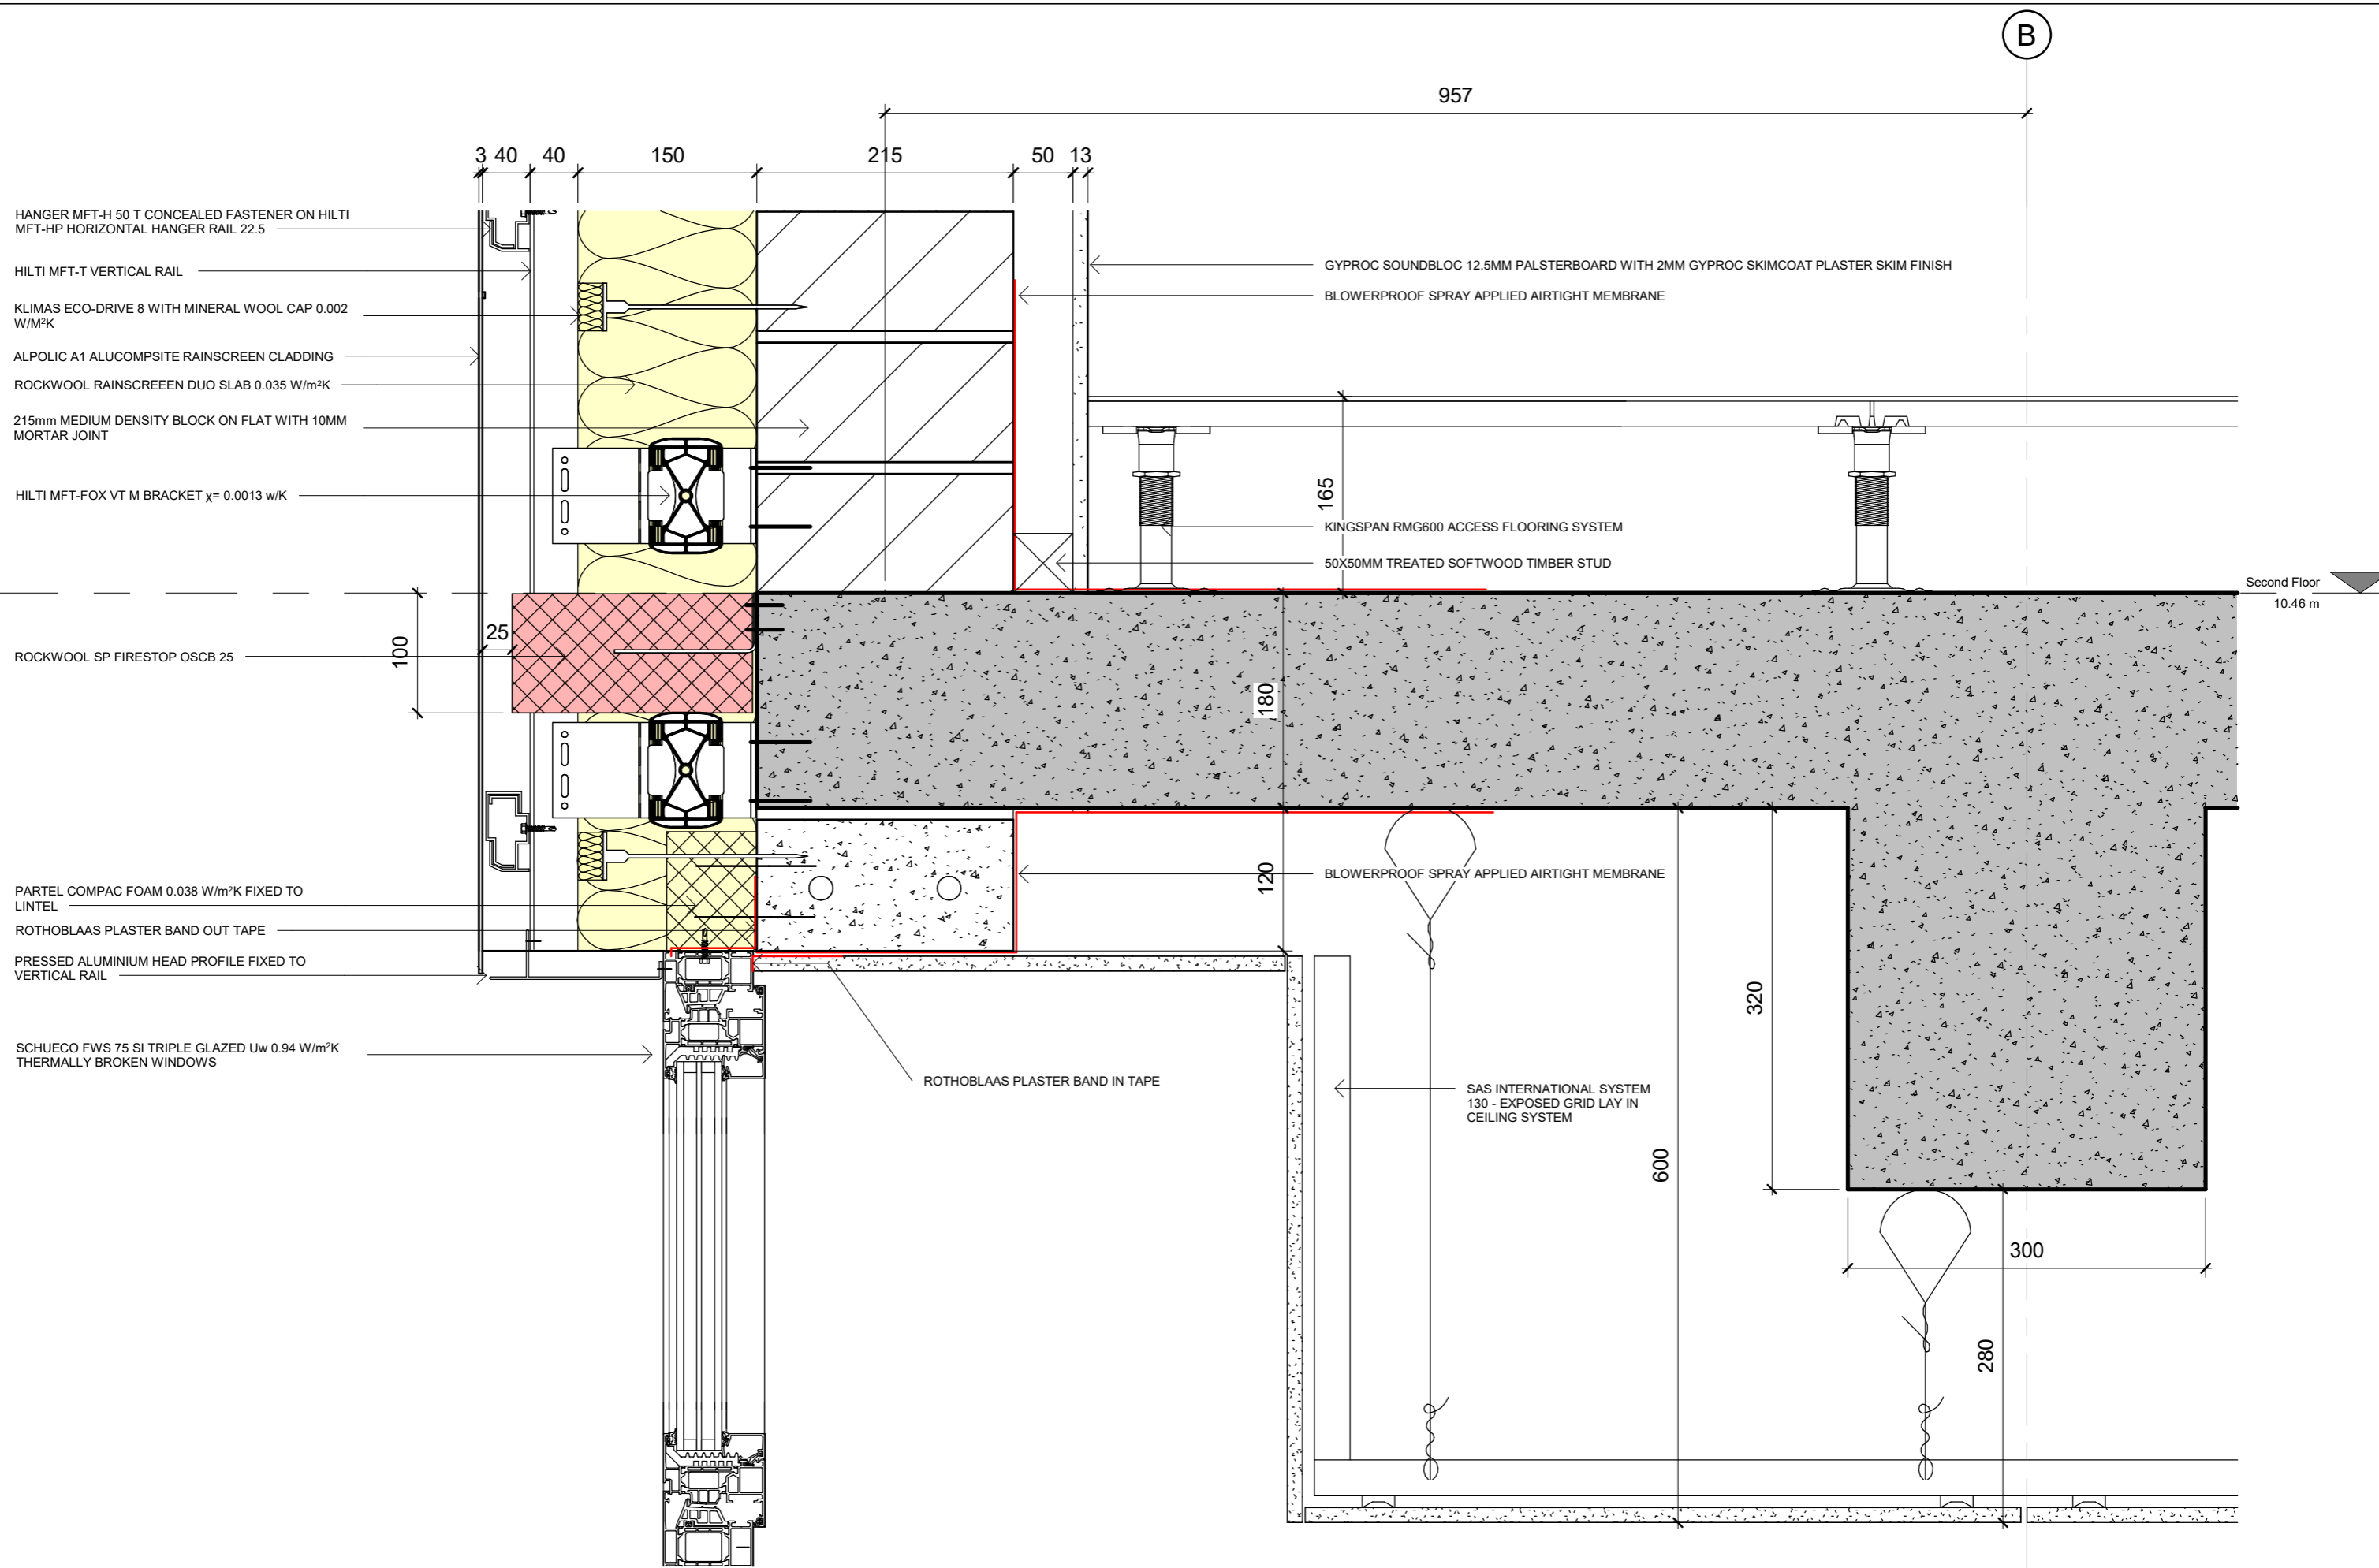 B
957
3 40 40 150 215 50 13
HANGER MFT-H 50 T CONCEALED FASTENER ON HILTI
MFT-HP HORIZONTAL HANGER RAIL 22.5
HILTI MFT-T VERTICAL RAIL
KLIMAS ECO-DRIVE 8 WITH MINERAL WOOL CAP 0.002
W/M²K
ALPOLIC A1 ALUCOMPSITE RAINSCREEN CLADDING
ROCKWOOL RAINSCREEEN DUO SLAB 0.035 W/m²K
215mm MEDIUM DENSITY BLOCK ON FLAT WITH 10MM
MORTAR JOINT
HILTI MFT-FOX VT M BRACKET χ= 0.0013 w/K
ROCKWOOL SP FIRESTOP OSCB 25
PARTEL COMPAC FOAM 0.038 W/m²K FIXED TO
LINTEL
ROTHOBLAAS PLASTER BAND OUT TAPE
PRESSED ALUMINIUM HEAD PROFILE FIXED TO
VERTICAL RAIL
SCHUECO FWS 75 SI TRIPLE GLAZED Uw 0.94 W/m²K
THERMALLY BROKEN WINDOWS
25
100
GYPROC SOUNDBLOC 12.5MM PALSTERBOARD WITH 2MM GYPROC SKIMCOAT PLASTER SKIM FINISH
BLOWERPROOF SPRAY APPLIED AIRTIGHT MEMBRANE
165
KINGSPAN RMG600 ACCESS FLOORING SYSTEM
50X50MM TREATED SOFTWOOD TIMBER STUD
Second Floor
10.46 m
180
120
BLOWERPROOF SPRAY APPLIED AIRTIGHT MEMBRANE
ROTHOBLAAS PLASTER BAND IN TAPE
SAS INTERNATIONAL SYSTEM
130 - EXPOSED GRID LAY IN
CEILING SYSTEM
320
600
300
280